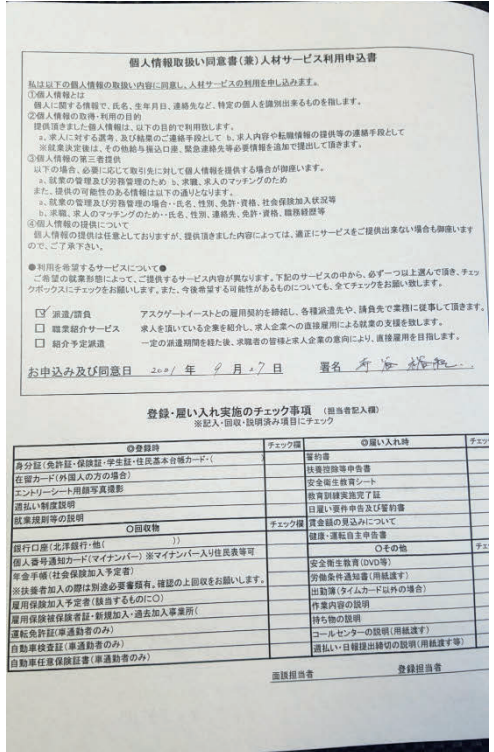 個人情報取扱い同意書(兼)人材サービス利用申込書
私は以下の個人情報の取扱い内容に同意し、人材サービスの利用を申し込みます。
①個人情報とは
個人に関する情報で、氏名、生年月日、連絡先など、特定の個人を識別出来るものを指します。
②個人情報の取得・利用の目的
提供頂きました個人情報は、以下の目的で利用致します。
a、求人に対する選考、及び結果のご連絡手段として b、求人内容や転職情報の提供等の連絡手段として
※就業決定後は、その他給与振込口座、緊急連絡先等必要情報を追加で提出して頂きます。
③個人情報の第三者提供
以下の場合、必要に応じて取引先に対して個人情報を提供する場合が御座います。
a、就業の管理及び労務管理のため b、求職、求人のマッチングのため
また、提供の可能性のある情報は以下の通りとなります。
a、就業の管理及び労務管理の場合・・氏名、性別、免許・資格、社会保険加入状況等
b、求職、求人のマッチングのため・・氏名、性別、連絡先、免許・資格、職務経歴等
④個人情報の提供について
個人情報の提供は任意としておりますが、提供頂きました内容によっては、適正にサービスをご提供出来ない場合も御座います
ので、ご了承下さい。
●利用を希望するサービスについて●
ご希望の就業形態によって、ご提供するサービス内容が異なります。下記のサービスの中から、必ず一つ以上選んで頂き、チェッ
クボックスにチェックをお願いします。また、今後希望する可能性があるものについても、全てチェックをお願い致します。
☑ 派遣/請負 アスクゲートイーストとの雇用契約を締結し、各種派遣先や、請負先で業務に従事して頂きます。
□ 職業紹介サービス 求人を頂いている企業を紹介し、求人企業への直接雇用による就業の支援を致します。
□ 紹介予定派遣 一定の派遣期間を経た後、求職者の皆様と求人企業の意向により、直接雇用を目指します。
お申込み及び同意日 2021 年 9 月 27 日 署名
登録・雇い入れ実施のチェック事項 (担当者記入欄)
※記入・回収・説明済み項目にチェック
◎登録時 チェック欄 ◎雇い入れ時 チェッ
身分証(免許証・保険証・学生証・住民基本台帳カード・( 誓約書
在留カード(外国人の方の場合) 扶養控除等申告書
エントリーシート用顔写真撮影 安全衛生教育シート
週払い制度説明 教育訓練実施完了証
就業規則等の説明 日雇い要件申告及び誓約書
○回収物 チェック欄 賃金額の見込みについて
銀行口座(北洋銀行・他( )) 健康・運転自主申告書
個人番号通知カード(マイナンバー) ※マイナンバー入り住民表等可 ○その他 チェ
年金手帳(社会保険加入予定者) 安全衛生教育(DVD等)
※扶養者加入の際は別途必要書類有。確認の上回収をお願いします。 労働条件通知書(用紙渡す)
雇用保険加入予定者(該当するものに○) 出勤簿(タイムカード以外の場合)
雇用保険被保険者証・新規加入・過去加入事業所( 作業内容の説明
運転免許証(車通勤者のみ) 持ち物の説明
自動車検査証(車通勤者のみ) コールセンターの説明(用紙渡す)
自動車任意保険証書(車通勤者のみ) 週払い・日報提出締切の説明(用紙渡す等)
面談担当者 登録担当者